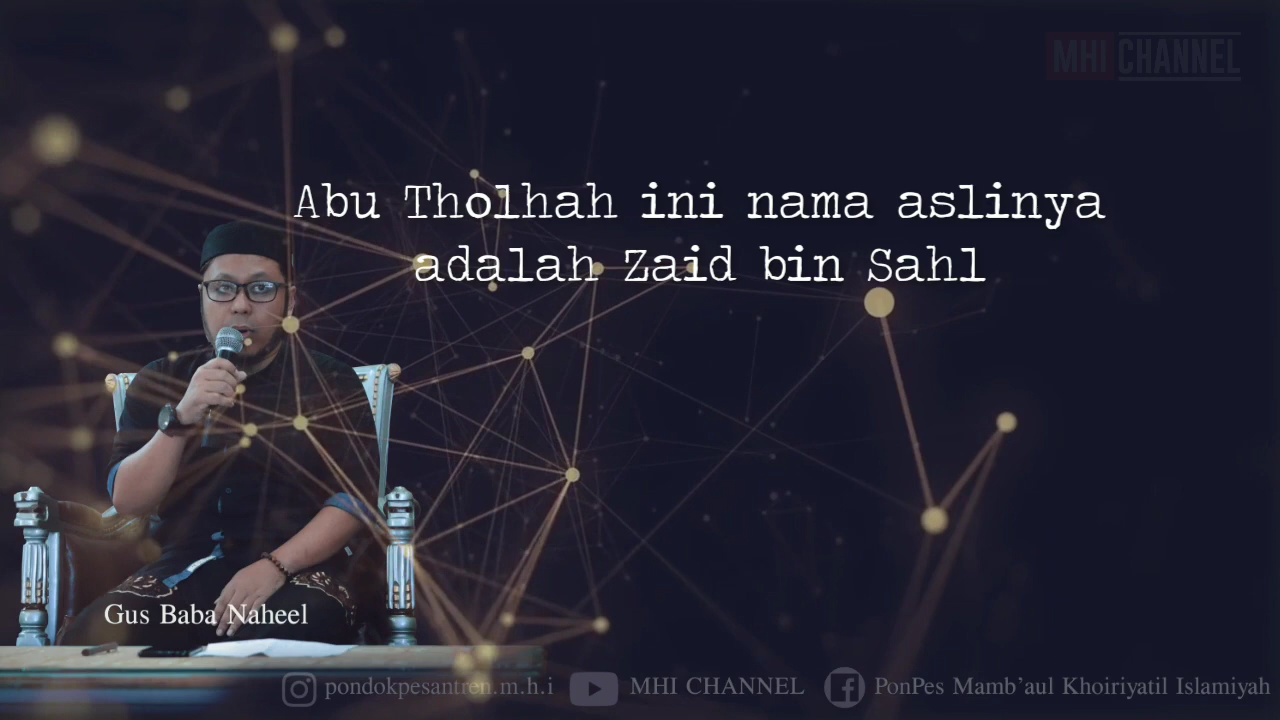 MHI CHANNEL
Abu Tholhah ini nama aslinya
adalah Zaid bin Sahl
Gus Baba Naheel
pondokpesantren.m.h.i
MHI CHANNEL
PonPes Mamb'aul Khoiriyatil Islamiyah